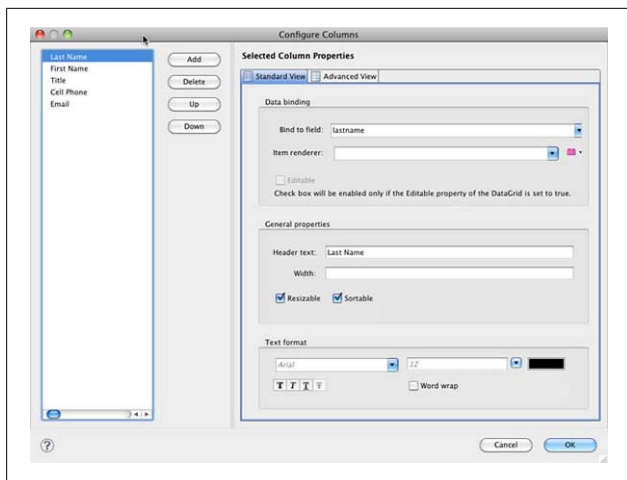 Configure Columns
Last Name
First Name
Title
Cell Phone
Email
Add
Delete
Up
Down
Selected Column Properties
Standard View
Advanced View
Data binding
Bind to field: lastname
Item renderer:
Editable
Check box will be enabled only if the Editable property of the DataGrid is set to true.
General properties
Header text: Last Name
Width:
Resizable
Sortable
Text format
Arial
12
T T T T
Word wrap
?
Cancel
OK